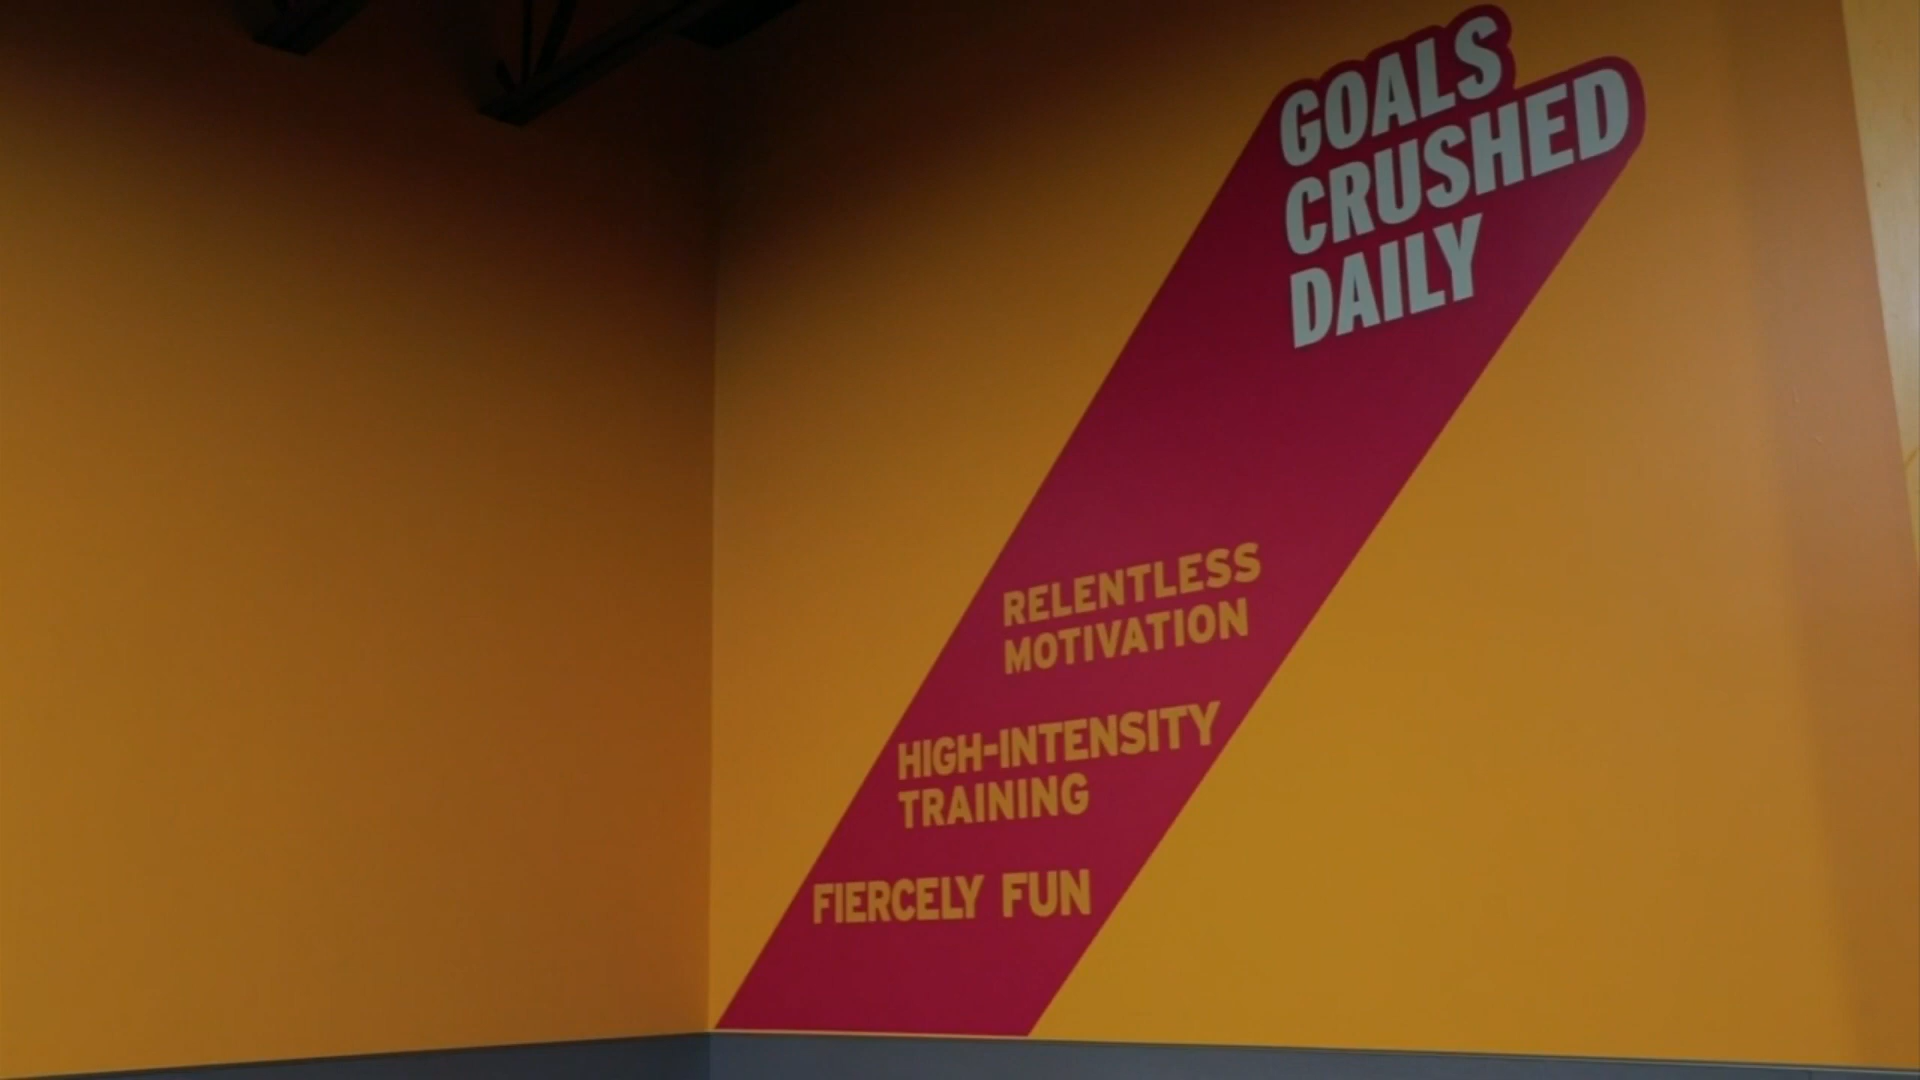 GOALS
CRUSHED
DAILY
RELENTLESS
MOTIVATION
HIGH-INTENSITY
TRAINING
FIERCELY FUN